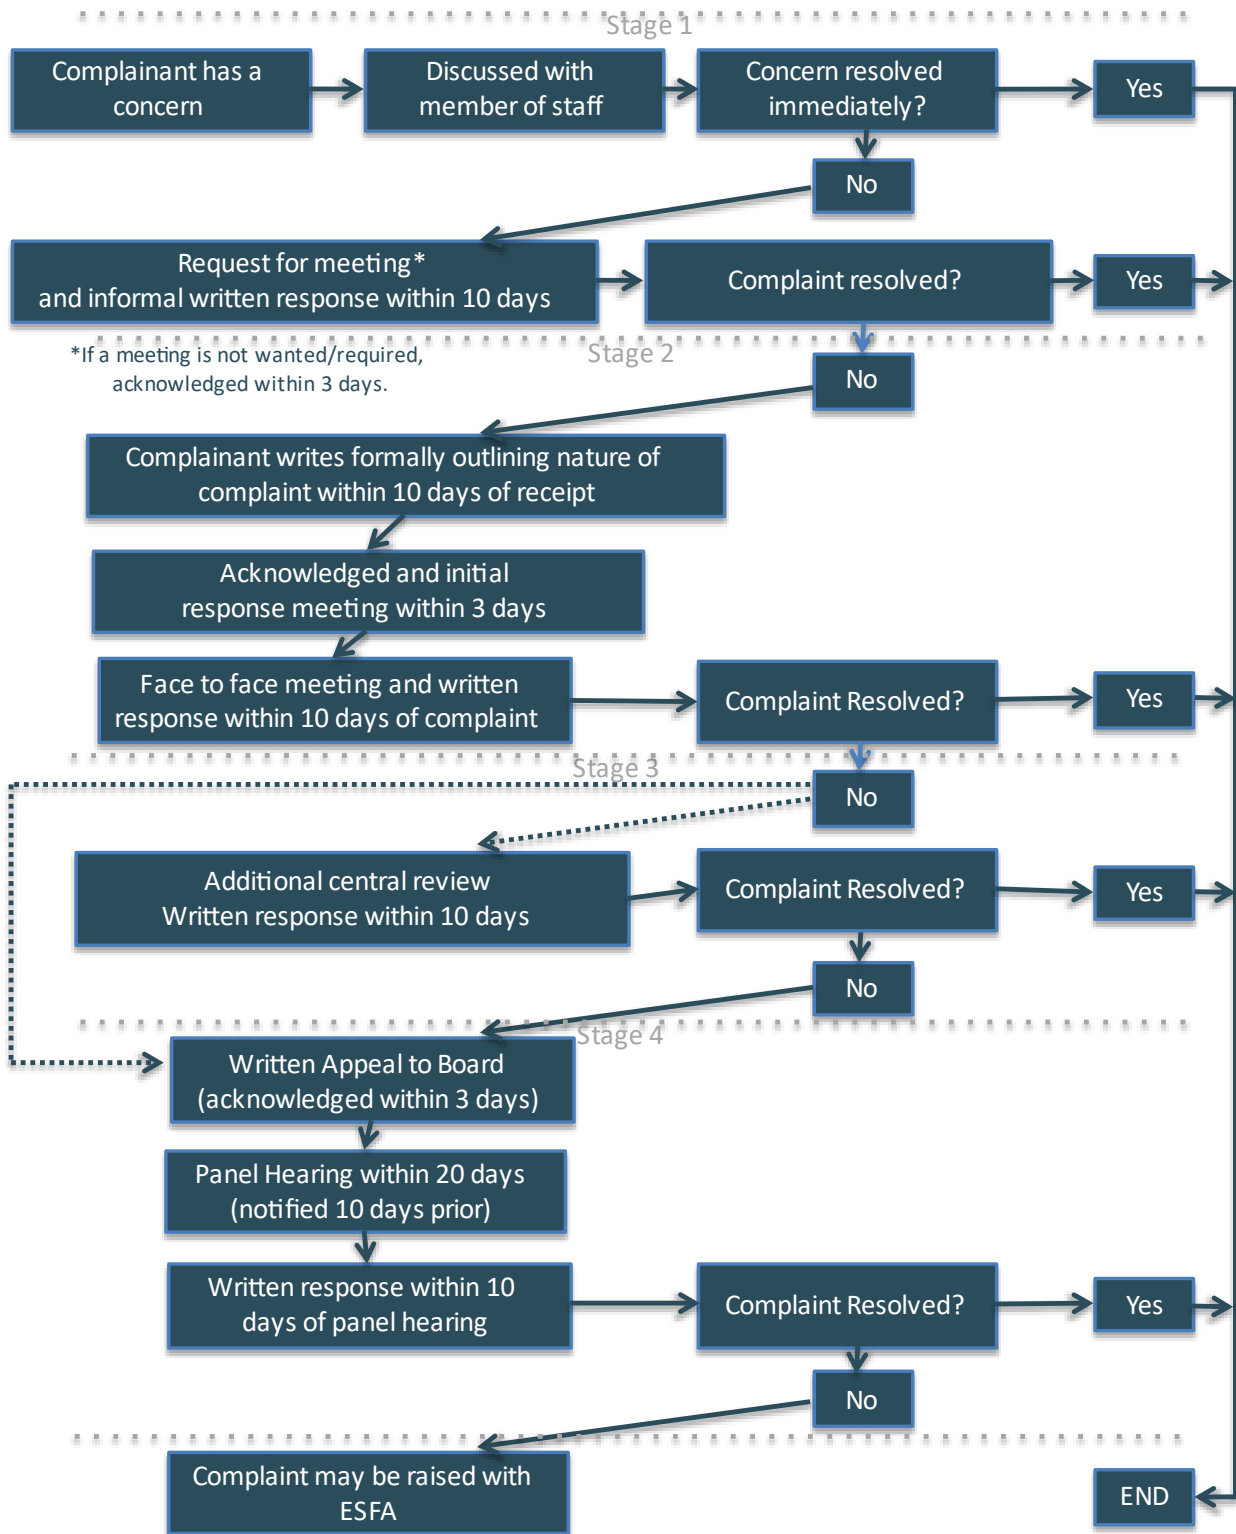 Stage 1
Complainant has a
concern
Discussed with
member of staff
Concern resolved
immediately?
Yes
No
Request for meeting*
and informal written response within 10 days
Complaint resolved?
Yes
Stage 2
*If a meeting is not wanted/required,
acknowledged within 3 days.
No
Complainant writes formally outlining nature of
complaint within 10 days of receipt
Acknowledged and initial
response meeting within 3 days
Face to face meeting and written
response within 10 days of complaint
Complaint Resolved?
Yes
Stage 3
No
Additional central review
Written response within 10 days
Complaint Resolved?
Yes
No
Stage 4
Written Appeal to Board
(acknowledged within 3 days)
Panel Hearing within 20 days
(notified 10 days prior)
Written response within 10
days of panel hearing
Complaint Resolved?
Yes
No
Complaint may be raised with
ESFA
END